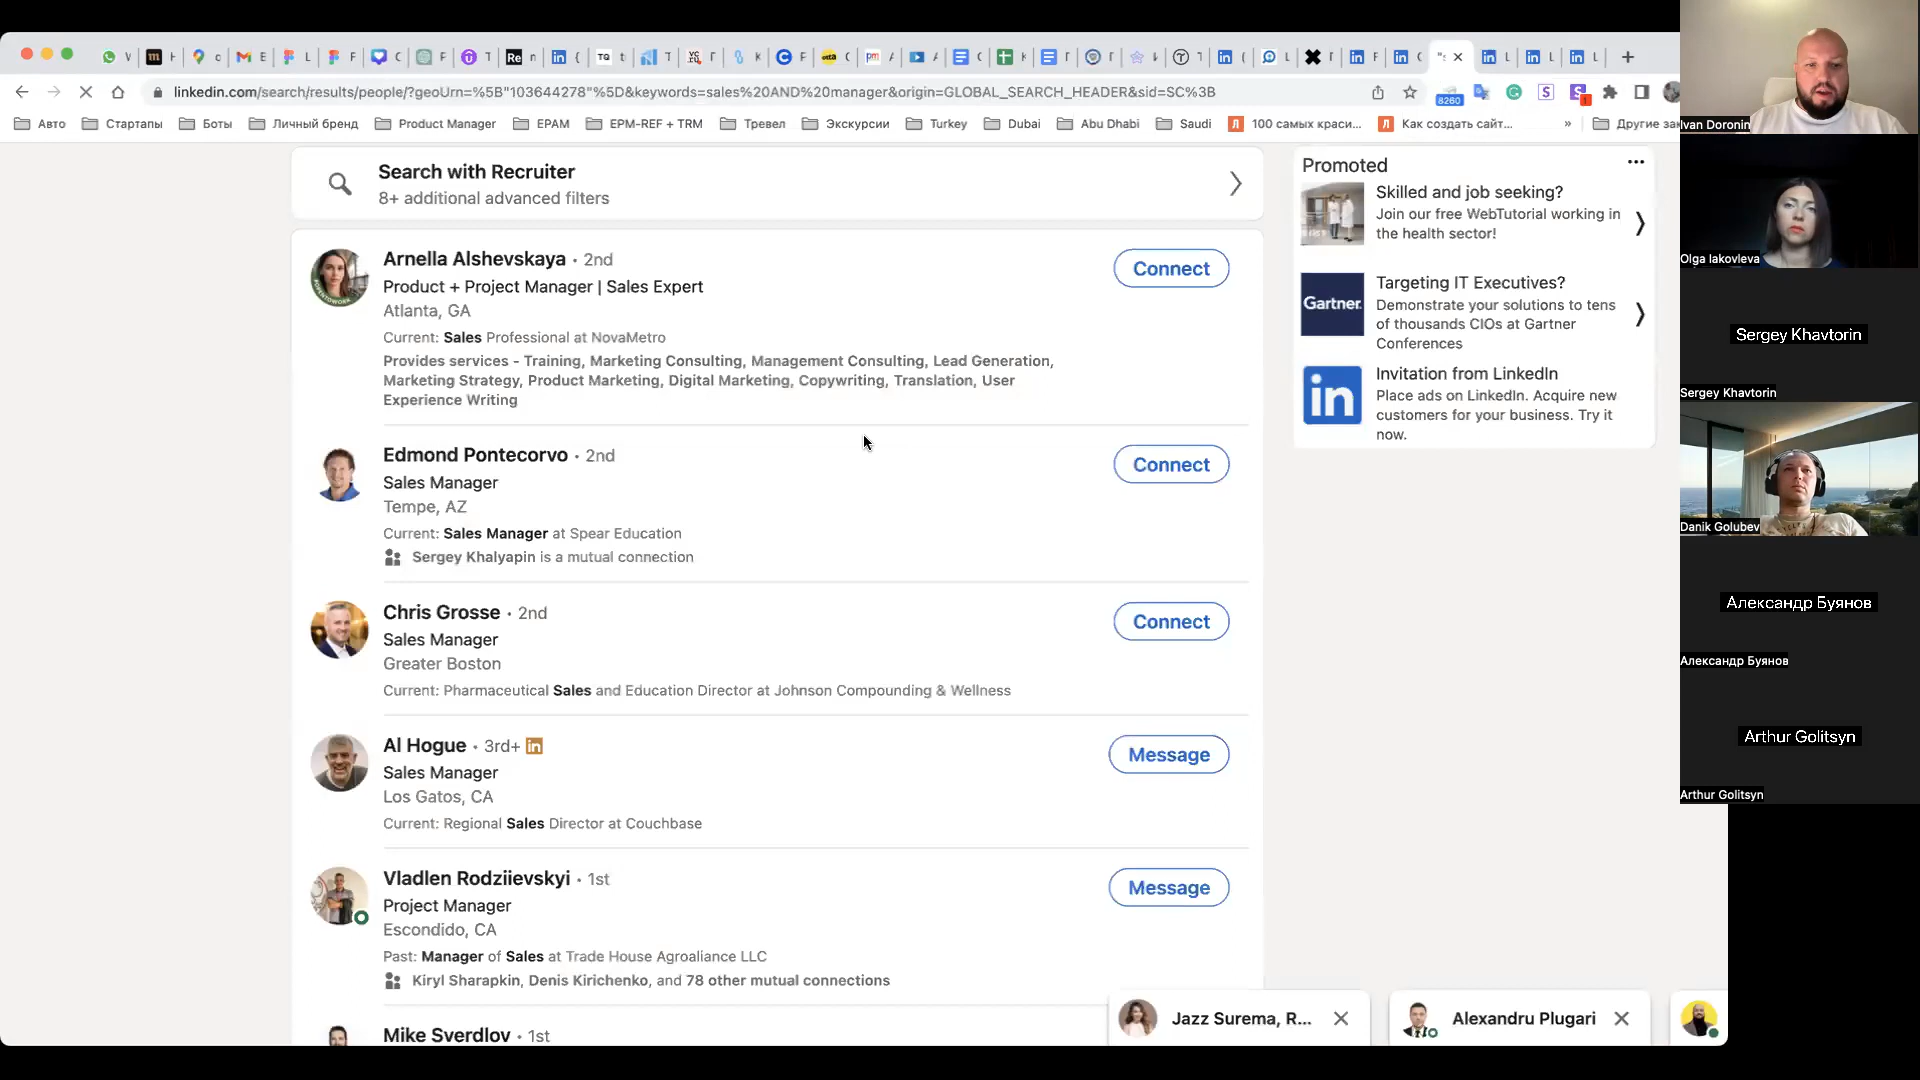 linkedin.com/search/results/people/?geoUrn=%5B"103644278"%5D&keywords=sales%20AND%20manager&origin=GLOBAL_SEARCH_HEADER&sid=SC%3B
8260
1
Авто
Стартапы
Боты
Личный бренд
Product Manager
EPAM
EPM-REF + TRM
Тревел
Экскурсии
Turkey
Dubai
Abu Dhabi
Saudi
100 самых краси...
Как создать сайт...
»
Другие за
Search with Recruiter
8+ additional advanced filters
Arnella Alshevskaya • 2nd
Product + Project Manager | Sales Expert
Atlanta, GA
Current: Sales Professional at NovaMetro
Provides services - Training, Marketing Consulting, Management Consulting, Lead Generation,
Marketing Strategy, Product Marketing, Digital Marketing, Copywriting, Translation, User
Experience Writing
Connect
Edmond Pontecorvo • 2nd
Sales Manager
Tempe, AZ
Current: Sales Manager at Spear Education
Sergey Khalyapin is a mutual connection
Connect
Chris Grosse • 2nd
Sales Manager
Greater Boston
Current: Pharmaceutical Sales and Education Director at Johnson Compounding & Wellness
Connect
Al Hogue • 3rd+ in
Sales Manager
Los Gatos, CA
Current: Regional Sales Director at Couchbase
Message
Vladlen Rodziievskyi • 1st
Project Manager
Escondido, CA
Past: Manager of Sales at Trade House Agroaliance LLC
Kiryl Sharapkin, Denis Kirichenko, and 78 other mutual connections
Message
Mike Sverdlov • 1st
Promoted
Skilled and job seeking?
Join our free WebTutorial working in
the health sector!
Gartner
Targeting IT Executives?
Demonstrate your solutions to tens
of thousands CIOs at Gartner
Conferences
in
Invitation from LinkedIn
Place ads on LinkedIn. Acquire new
customers for your business. Try it
now.
Jazz Surema, R...
Alexandru Plugari
Ivan Doronin
Olga Iakovleva
Sergey Khavtorin
Sergey Khavtorin
Danik Golubev
Александр Буянов
Александр Буянов
Arthur Golitsyn
Arthur Golitsyn